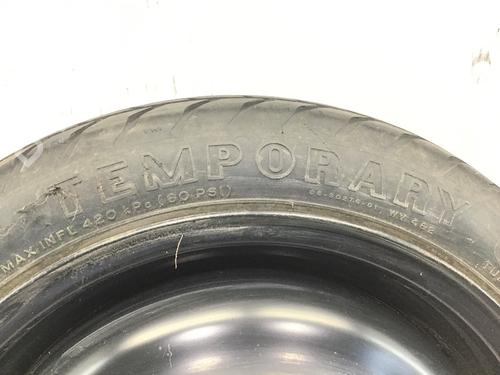 TEMPORARY
MAX INFL 420 kPa (60 PSI)